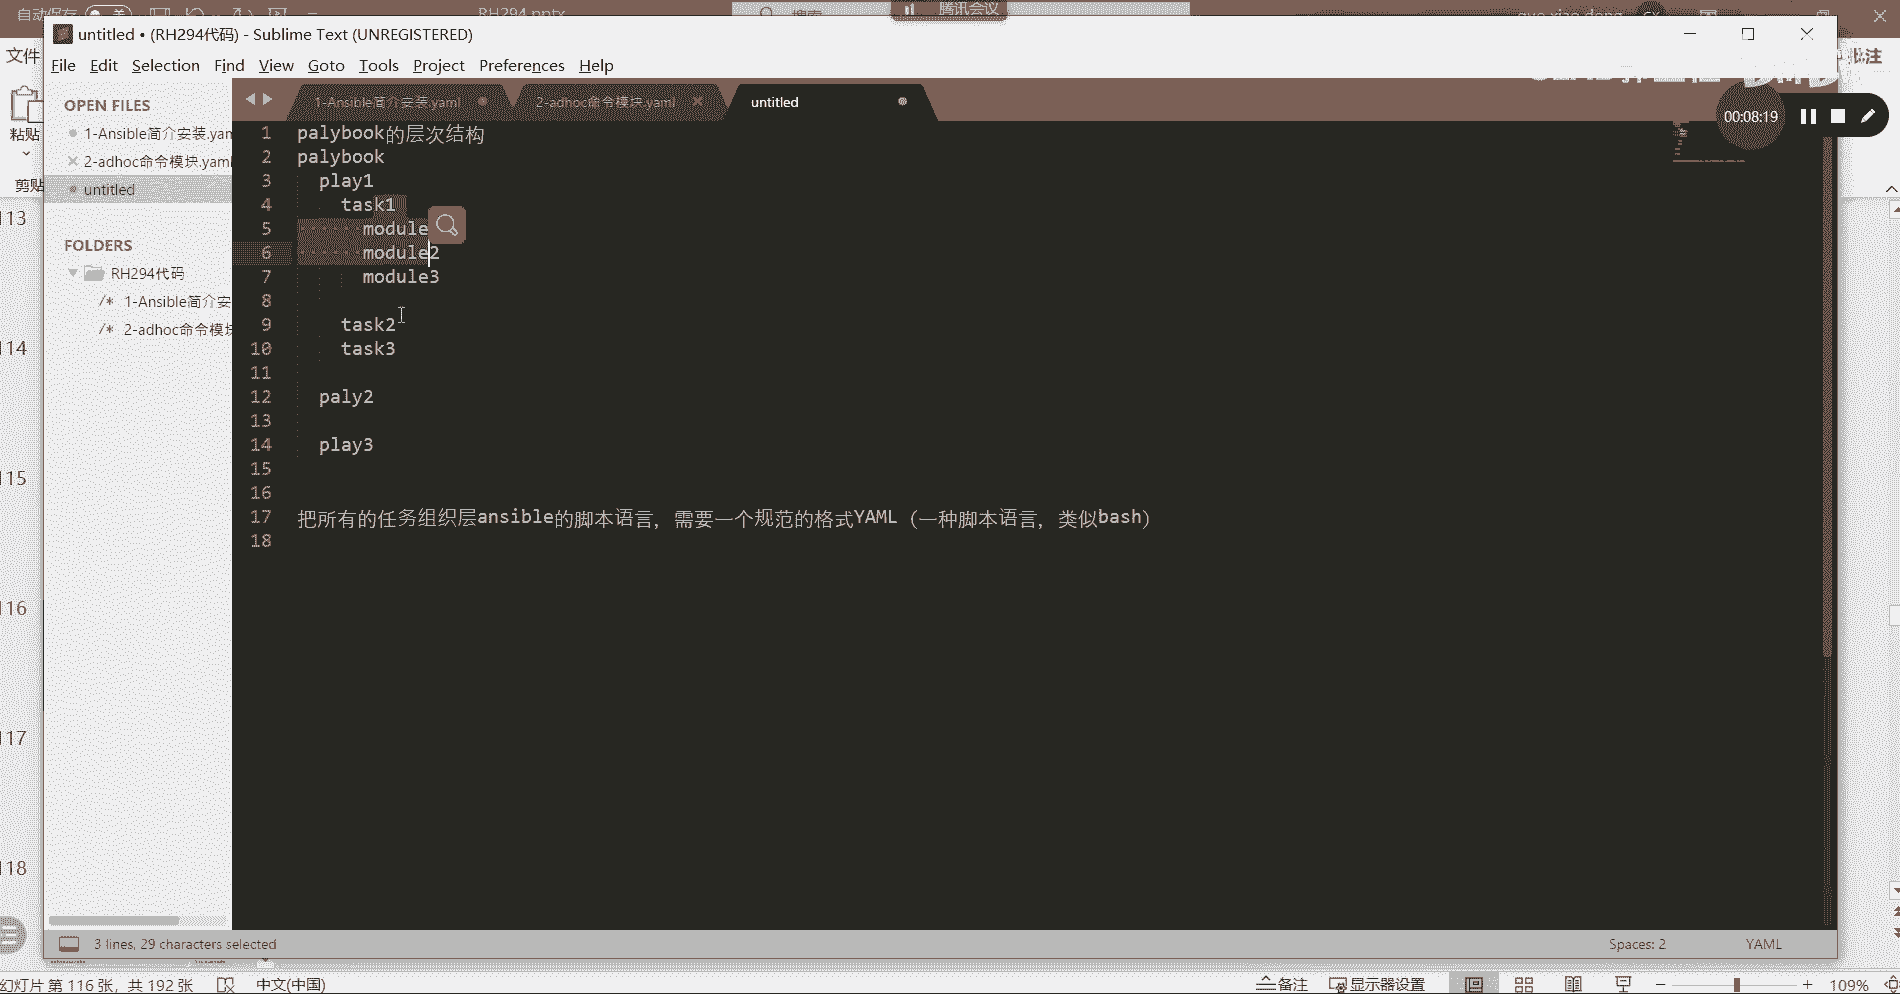 自动保存
RH294.pptx
搜索
腾讯会议
guo xiao dong
untitled • (RH294代码) - Sublime Text (UNREGISTERED)
文件
批注
File Edit Selection Find View Goto Tools Project Preferences Help
OPEN FILES
1-Ansible简介安装.yaml
2-adhoc命令模块.yaml
untitled
00:08:19
粘贴
剪贴
1-Ansible简介安装.yam
2-adhoc命令模块.yaml
untitled
FOLDERS
RH294代码
/* 1-Ansible简介安
/* 2-adhoc命令模块
113
114
115
116
117
118
1 palybook的层次结构
2 palybook
3 play1
4 task1
5 module
6 module2
7 module3
8
9 task2
10 task3
11
12 paly2
13
14 play3
15
16
17 把所有的任务组织层ansible的脚本语言，需要一个规范的格式YAML（一种脚本语言，类似bash）
18
3 lines, 29 characters selected
Spaces: 2
YAML
幻灯片 第 116 张，共 192 张
中文(中国)
备注
显示器设置
109%